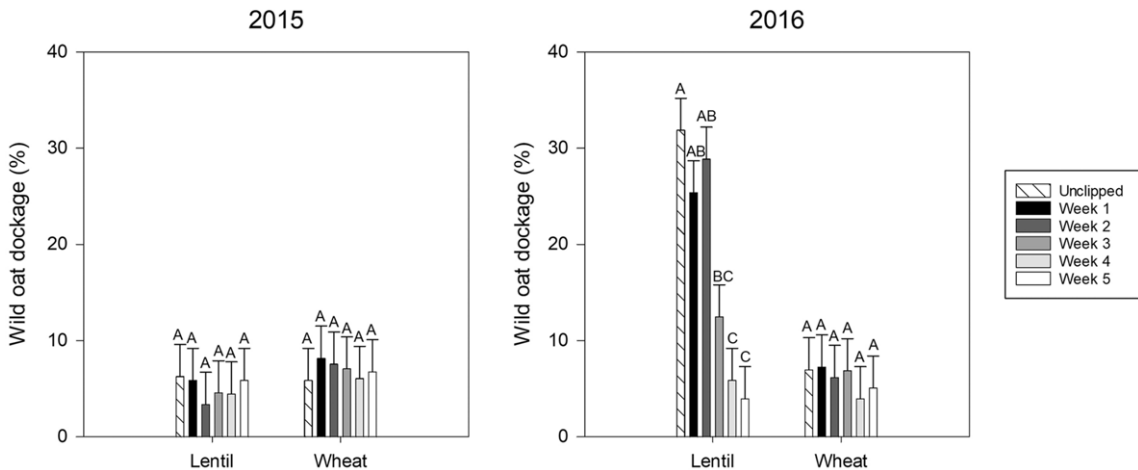 2015
2016
Wild oat dockage (%)
40
30
20
10
0
A A A A A A
A A A A A A
Lentil Wheat
Wild oat dockage (%)
40
30
20
10
0
A AB AB BC C C
A A A A A A
Lentil Wheat
Unclipped
Week 1
Week 2
Week 3
Week 4
Week 5